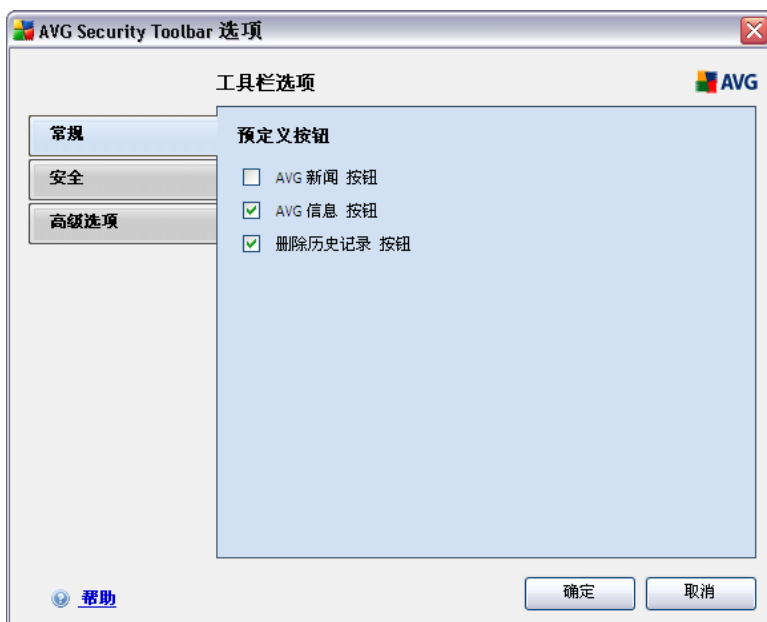 AVG Security Toolbar 选项
工具栏选项
AVG
常规
安全
高级选项
预定义按钮
AVG 新闻 按钮
AVG 信息 按钮
删除历史记录 按钮
帮助
确定
取消